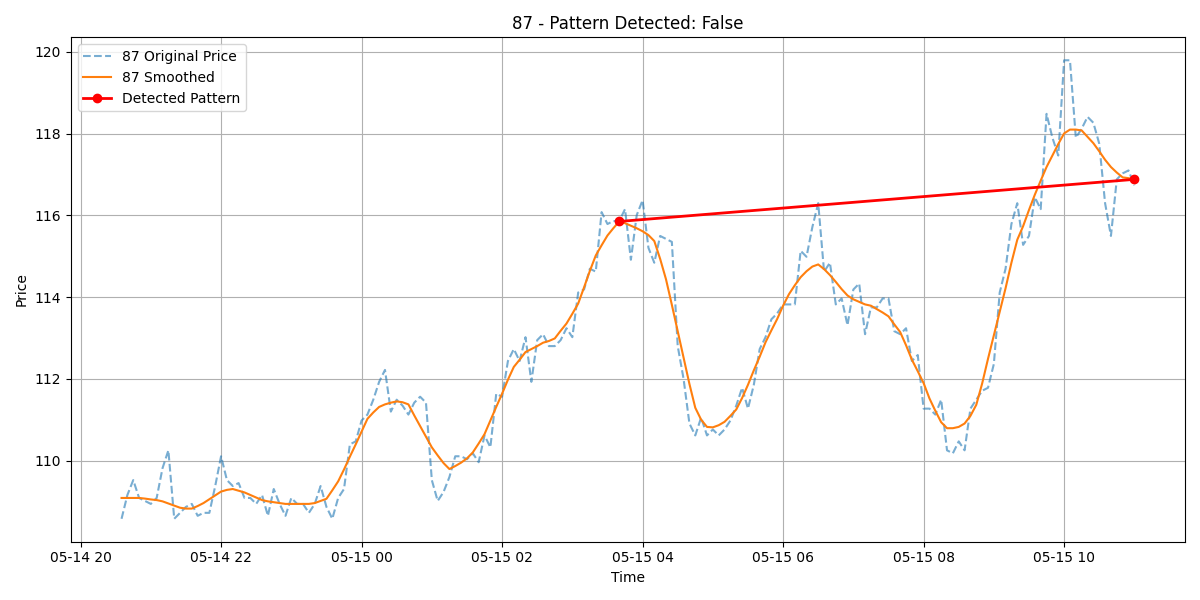 87 - Pattern Detected: False
87 Original Price
87 Smoothed
Detected Pattern
Price
120
118
116
114
112
110
05-14 20
05-14 22
05-15 00
05-15 02
05-15 04
05-15 06
05-15 08
05-15 10
Time